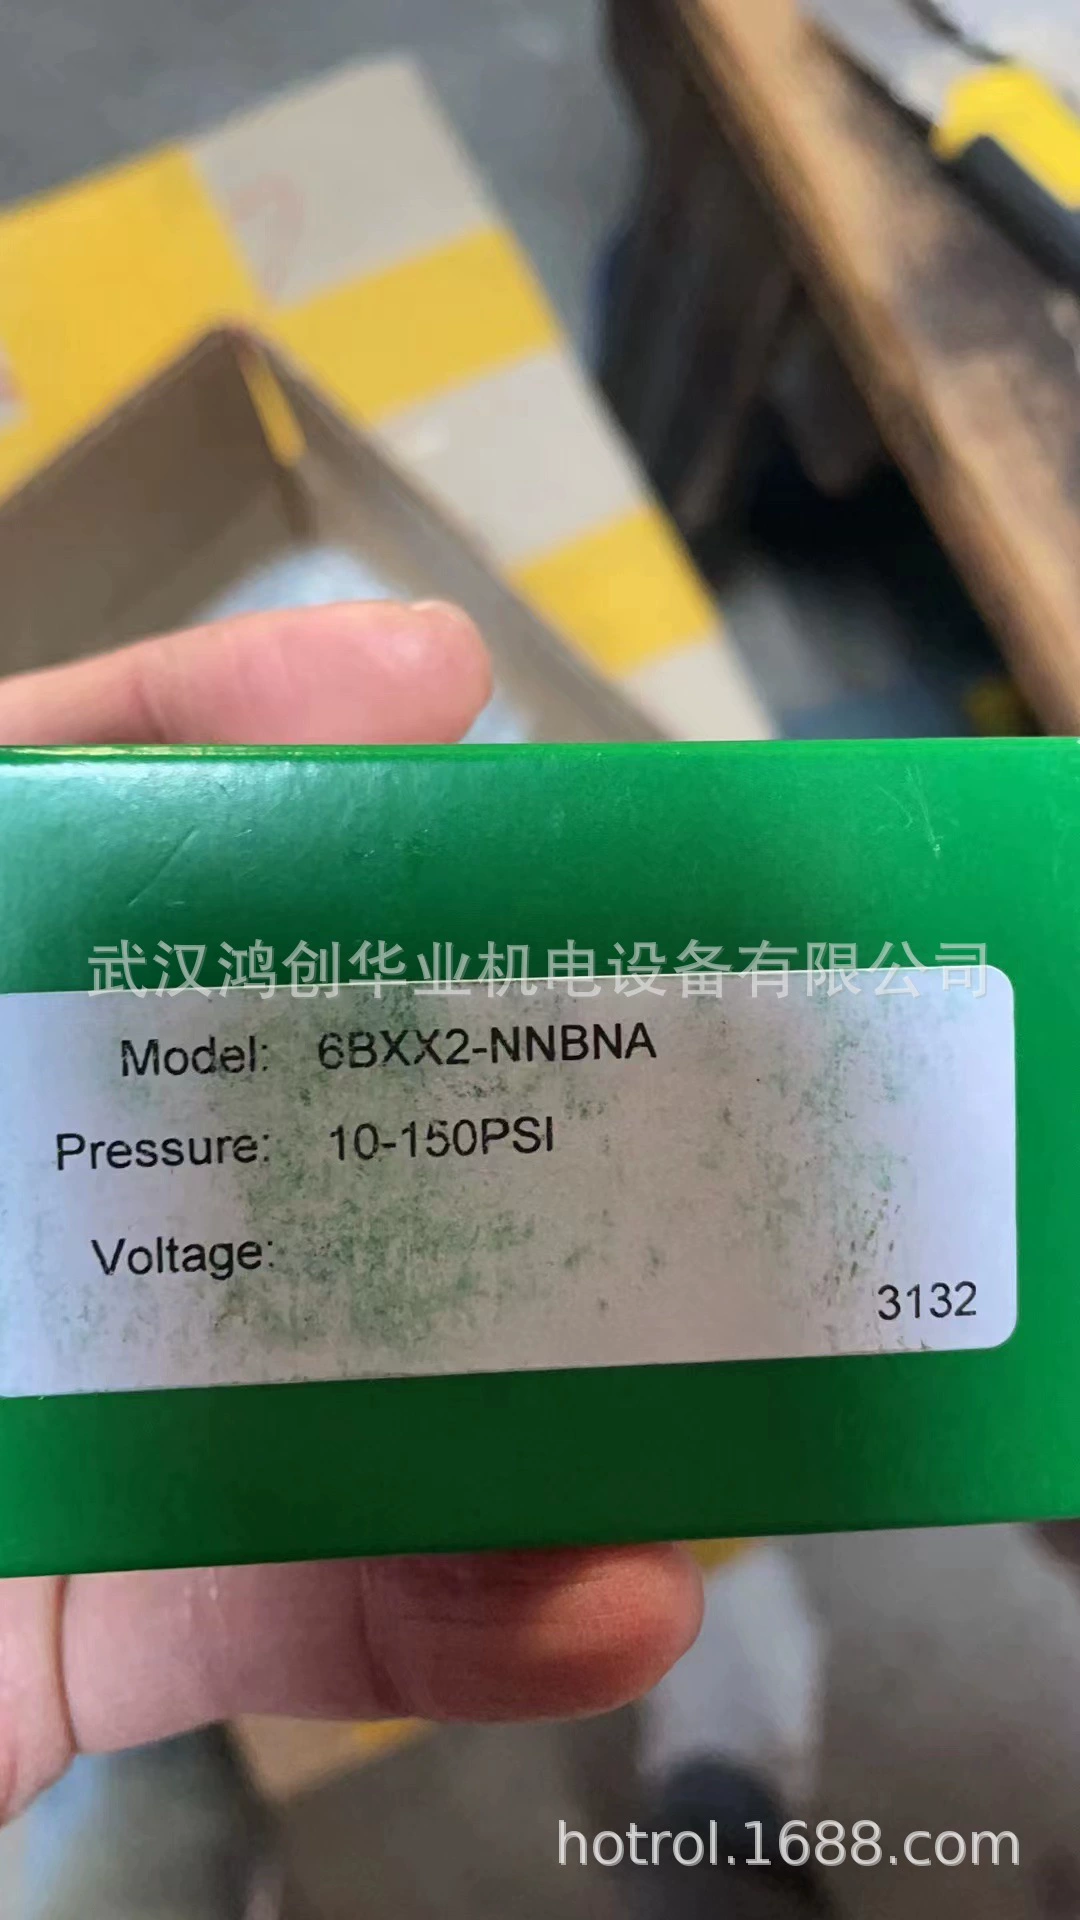 武汉鸿创华业机电设备有限公司
Model: 6BXX2-NNBNA
Pressure: 10-150PSI
Voltage:
3132
hotrol.1688.com